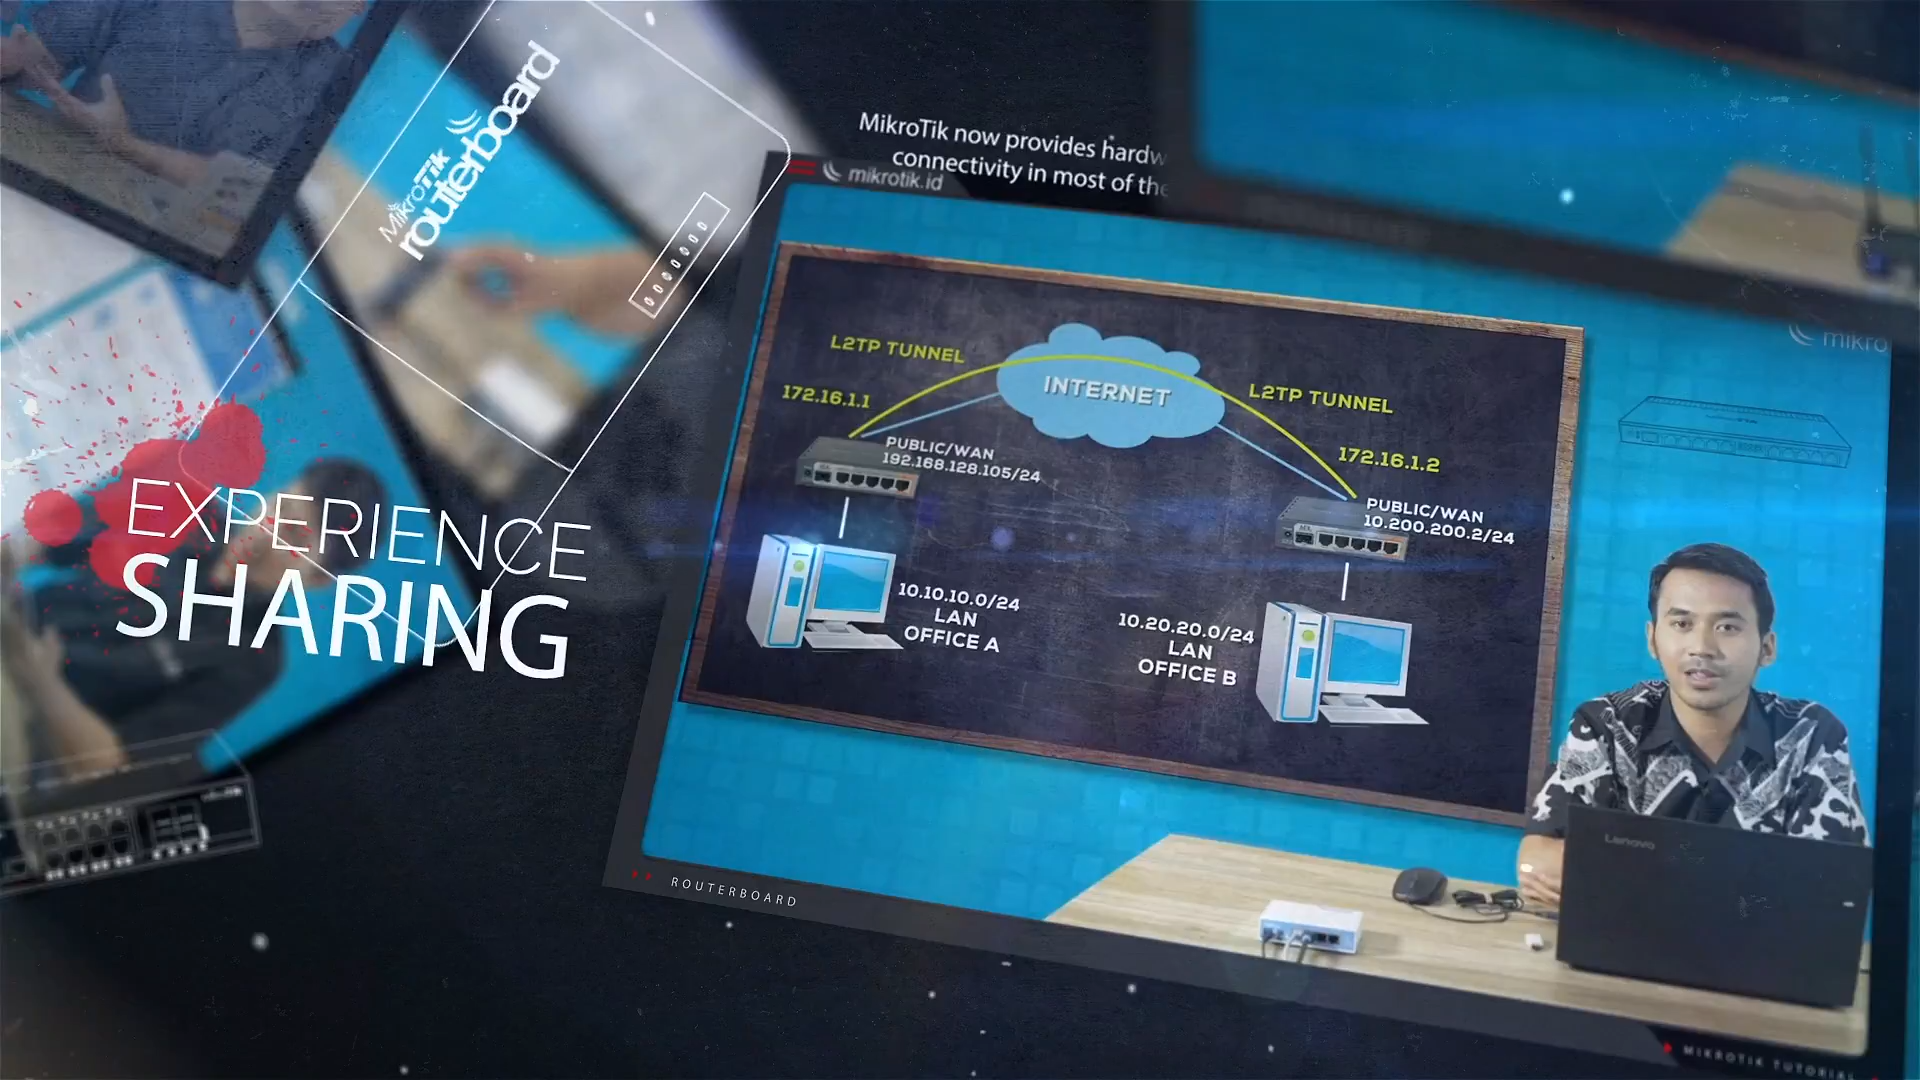 MikroTik
routerboard
MikroTik now provides
connectivity in most of the
mikrotik.id
L2TP TUNNEL
INTERNET
L2TP TUNNEL
172.16.1.1
172.16.1.2
PUBLIC/WAN
192.168.128.105/24
PUBLIC/WAN
10.200.200.2/24
10.10.10.0/24
LAN
OFFICE A
10.20.20.0/24
LAN
OFFICE B
EXPERIENCE
SHARING
mikro
Lenovo
ROUTERBOARD
MIKROTIK TUTORIAL